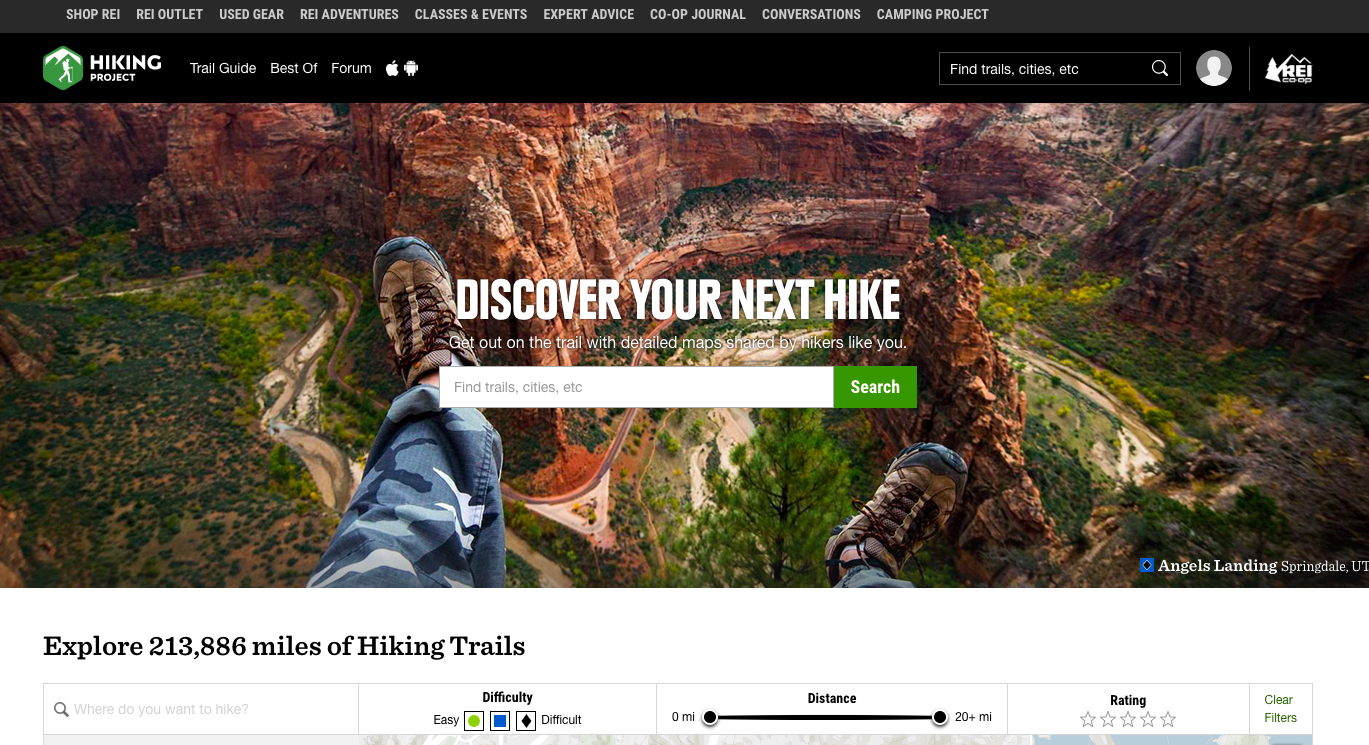 SHOP REI REI OUTLET USED GEAR REI ADVENTURES CLASSES & EVENTS EXPERT ADVICE CO-OP JOURNAL CONVERSATIONS CAMPING PROJECT
HIKING
PROJECT
Trail Guide Best Of Forum
Find trails, cities, etc
REI
CO-OP
DISCOVER YOUR NEXT HIKE
Get out on the trail with detailed maps shared by hikers like you.
Find trails, cities, etc Search
Angels Landing Springdale, UT
Explore 213,886 miles of Hiking Trails
Where do you want to hike?
Difficulty
Easy Difficult
Distance
0 mi 20+ mi
Rating
Clear
Filters